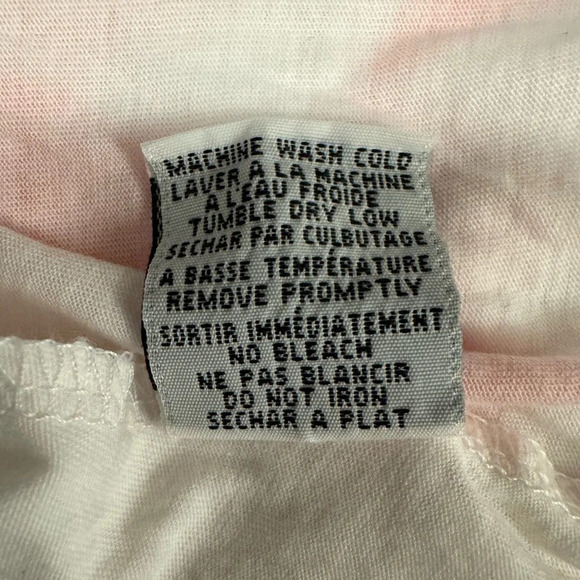 MACHINE WASH COLD
LAVER À LA MACHINE
A L'EAU FROIDE
TUMBLE DRY LOW
SECHAR PAR CULBUTAGE
A BASSE TEMPÉRATURE
REMOVE PROMPTLY
SORTIR IMMÉDIATEMENT
NO BLEACH
NE PAS BLANCIR
DO NOT IRON
SECHAR A PLAT